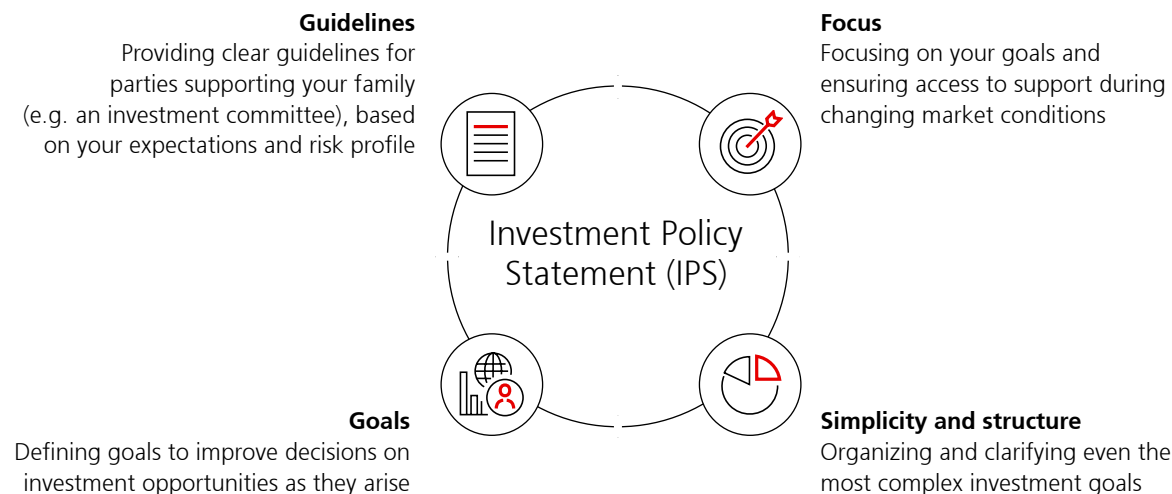 Guidelines
Providing clear guidelines for
parties supporting your family
(e.g. an investment committee), based
on your expectations and risk profile
Focus
Focusing on your goals and
ensuring access to support during
changing market conditions
Investment Policy
Statement (IPS)
Goals
Defining goals to improve decisions on
investment opportunities as they arise
Simplicity and structure
Organizing and clarifying even the
most complex investment goals